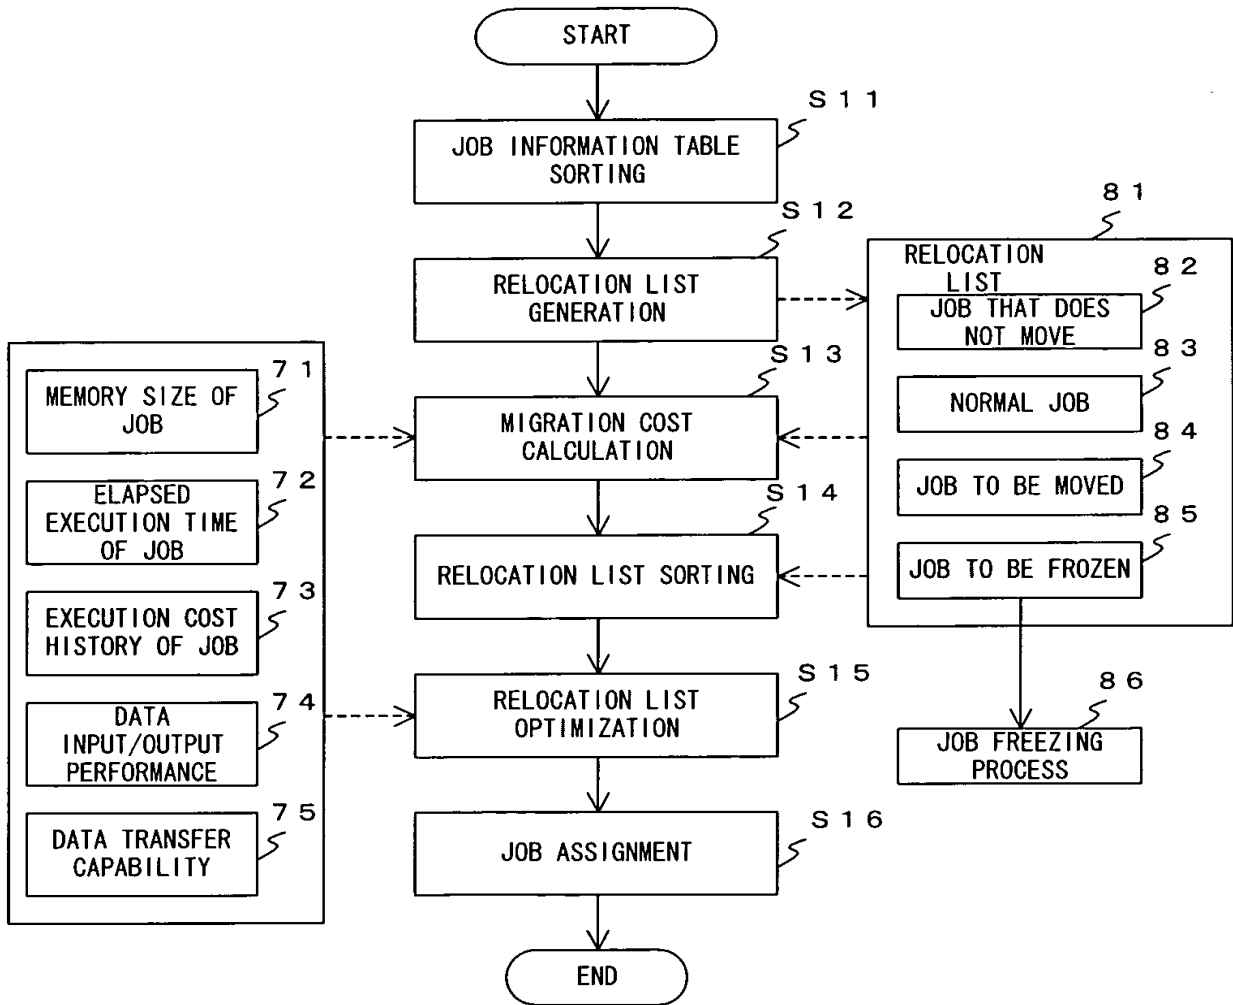 START
S11
JOB INFORMATION TABLE
SORTING
S12
RELOCATION LIST
GENERATION
S13
MIGRATION COST
CALCULATION
S14
RELOCATION LIST SORTING
S15
RELOCATION LIST
OPTIMIZATION
S16
JOB ASSIGNMENT
END
71
MEMORY SIZE OF
JOB
72
ELAPSED
EXECUTION TIME
OF JOB
73
EXECUTION COST
HISTORY OF JOB
74
DATA
INPUT/OUTPUT
PERFORMANCE
75
DATA TRANSFER
CAPABILITY
81
RELOCATION
LIST
82
JOB THAT DOES
NOT MOVE
83
NORMAL JOB
84
JOB TO BE MOVED
85
JOB TO BE FROZEN
86
JOB FREEZING
PROCESS